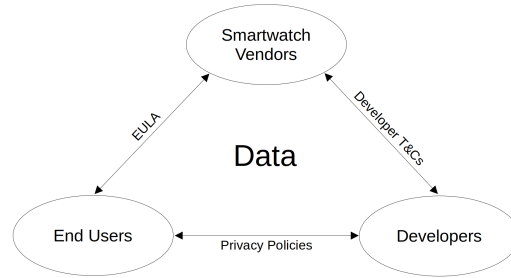 Smartwatch
Vendors
EULA
Developer T&Cs
Data
End Users
Privacy Policies
Developers